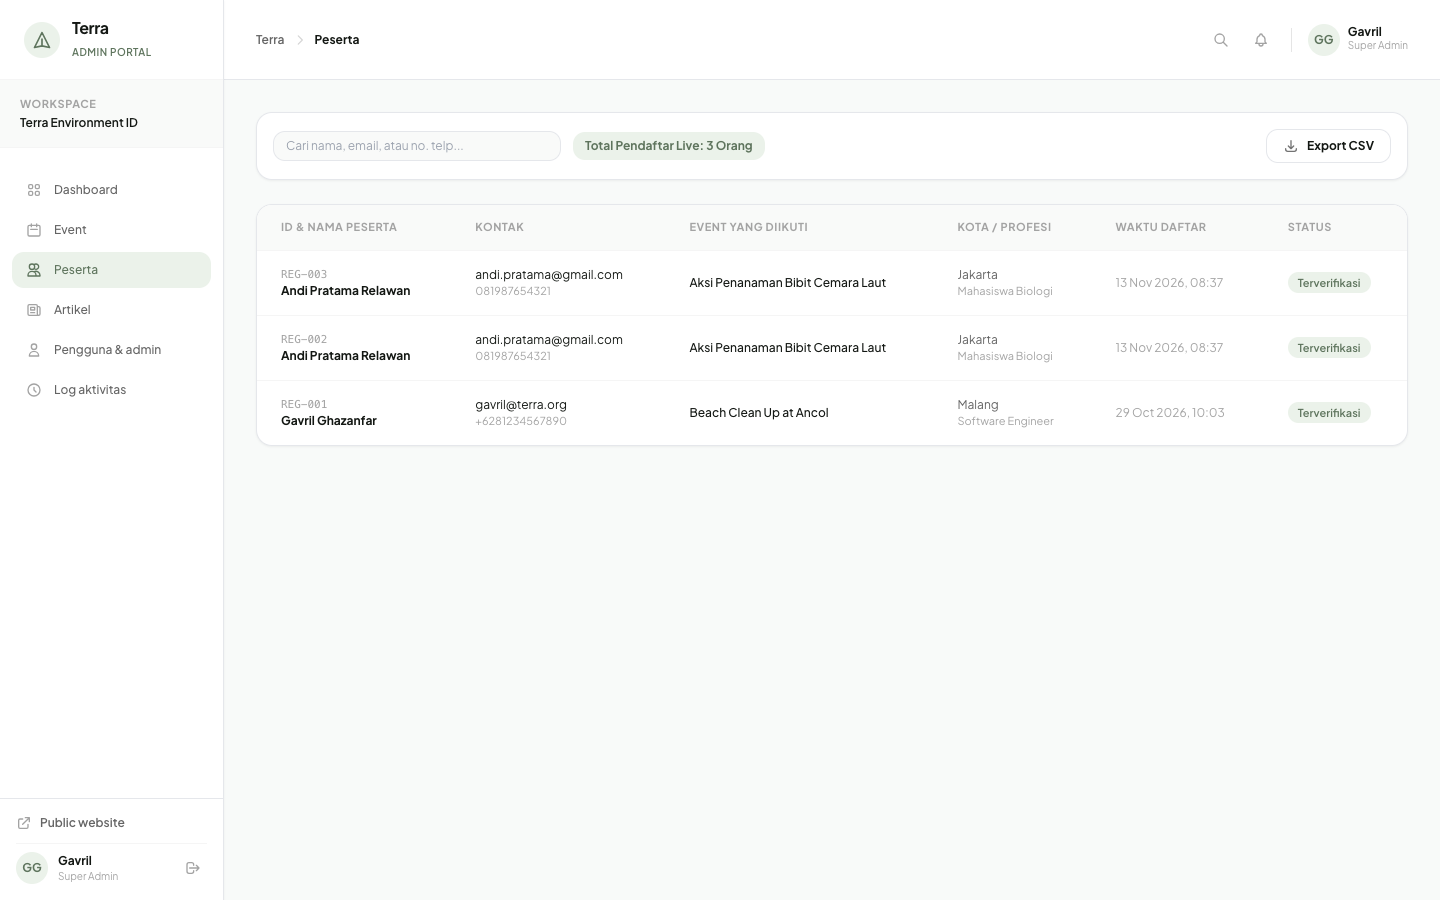 Terra
ADMIN PORTAL
WORKSPACE
Terra Environment ID
Dashboard
Event
Peserta
Artikel
Pengguna & admin
Log aktivitas
Public website
GG
Gavril
Super Admin
Terra
Peserta
GG
Gavril
Super Admin
Cari nama, email, atau no. telp...
Total Pendaftar Live: 3 Orang
Export CSV
ID & NAMA PESERTA KONTAK EVENT YANG DIIKUTI KOTA / PROFESI WAKTU DAFTAR STATUS
REG-003
Andi Pratama Relawan
andi.pratama@gmail.com
081987654321
Aksi Penanaman Bibit Cemara Laut
Jakarta
Mahasiswa Biologi
13 Nov 2026, 08:37
Terverifikasi
REG-002
Andi Pratama Relawan
andi.pratama@gmail.com
081987654321
Aksi Penanaman Bibit Cemara Laut
Jakarta
Mahasiswa Biologi
13 Nov 2026, 08:37
Terverifikasi
REG-001
Gavril Ghazanfar
gavril@terra.org
+6281234567890
Beach Clean Up at Ancol
Malang
Software Engineer
29 Oct 2026, 10:03
Terverifikasi